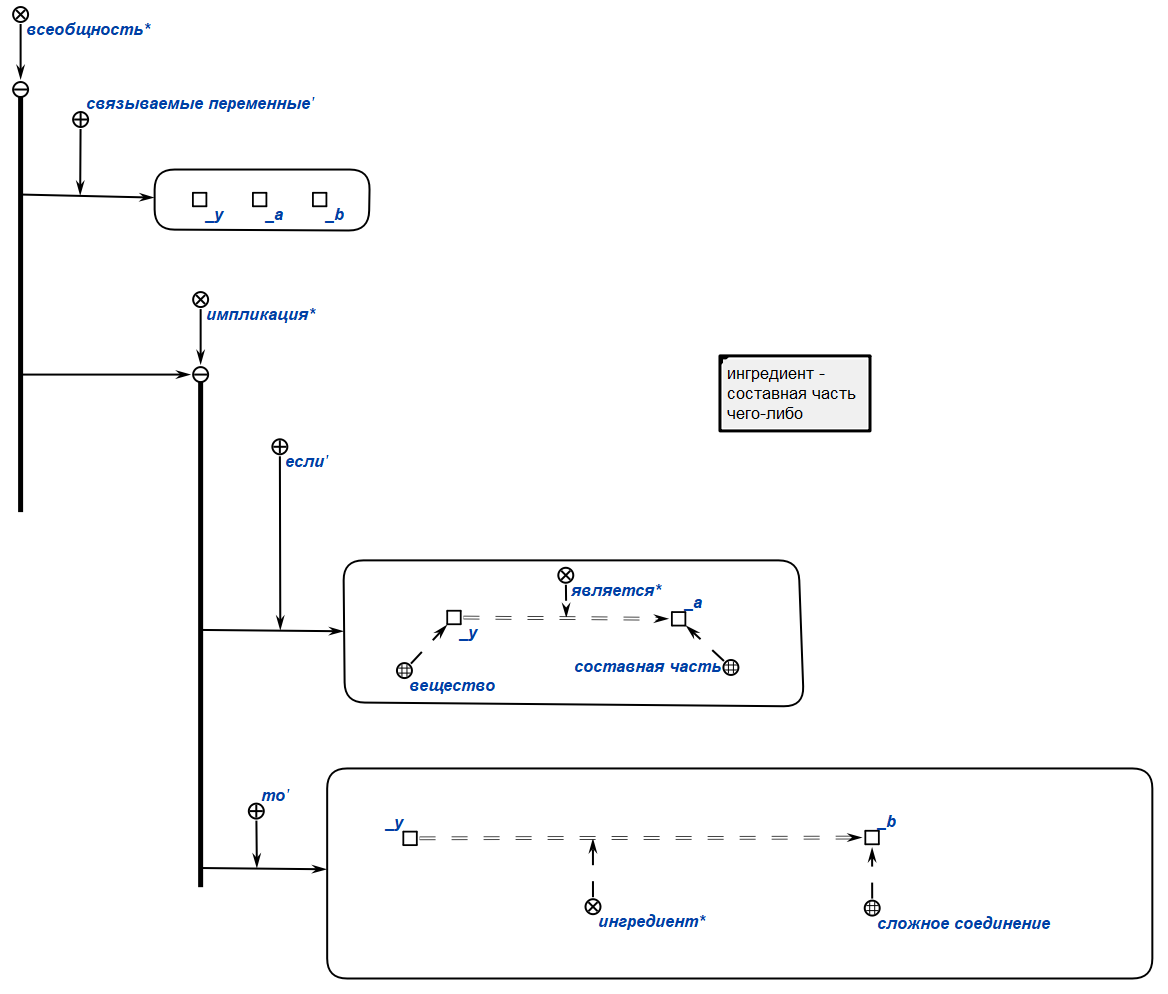 всеобщность*
связываемые переменные'
_y _a _b
импликация*
ингредиент -
составная часть
чего-либо
если'
является*
_a
_y
составная часть
вещество
то'
_y
_b
ингредиент*
сложное соединение